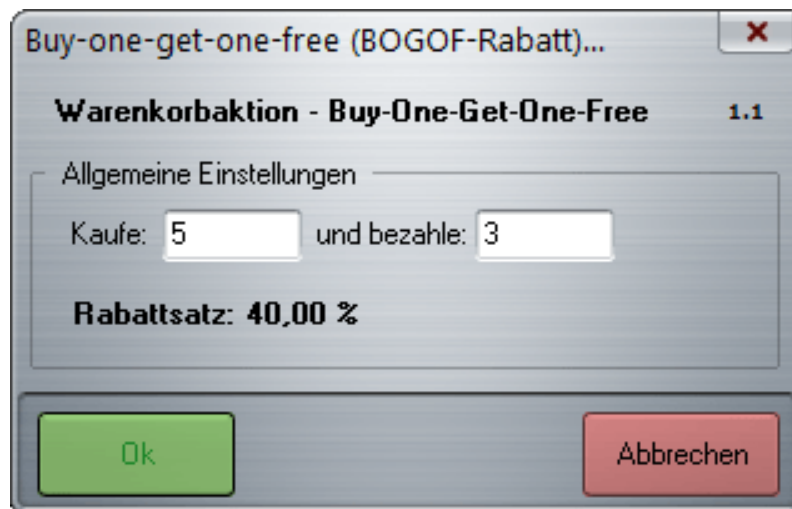 Buy-one-get-one-free (BOGOF-Rabatt)...
Warenkorbaktion - Buy-One-Get-One-Free 1.1
Allgemeine Einstellungen
Kaufe: 5 und bezahle: 3
Rabattsatz: 40,00 %
Ok Abbrechen